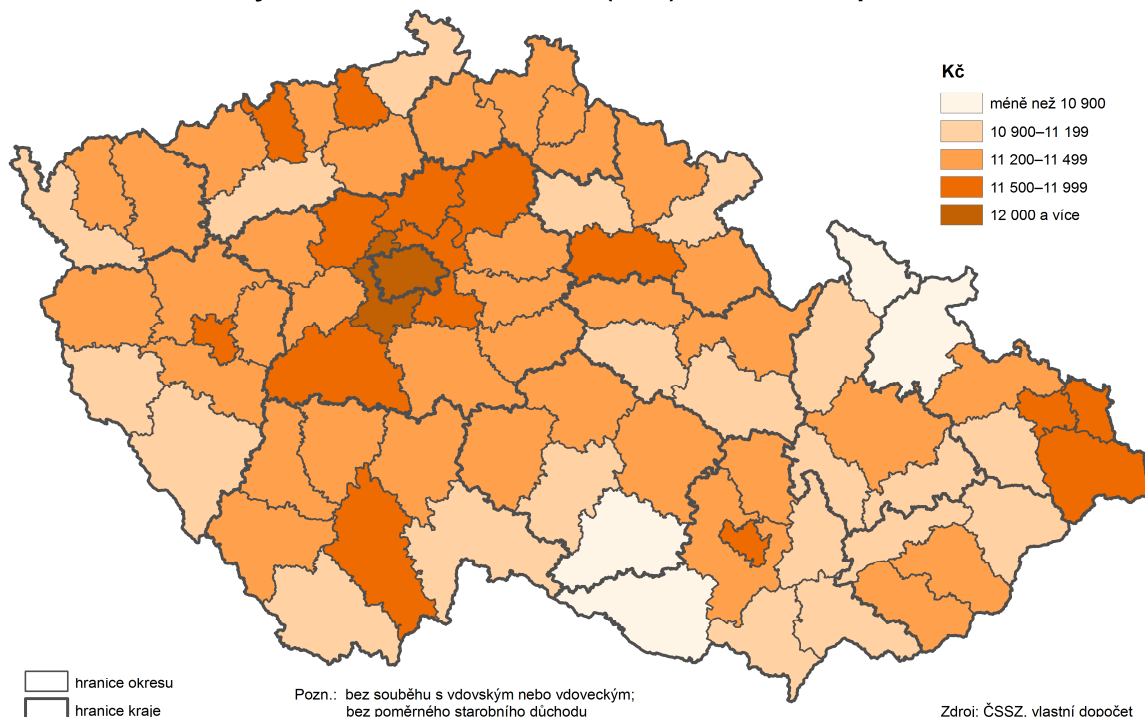 Kč
méně než 10 900
10 900–11 199
11 200–11 499
11 500–11 999
12 000 a více
hranice okresu
hranice kraje
Pozn.: bez souběhu s vdovským nebo vdoveckým;
bez poměrného starobního důchodu
Zdroj: ČSSZ, vlastní dopočet